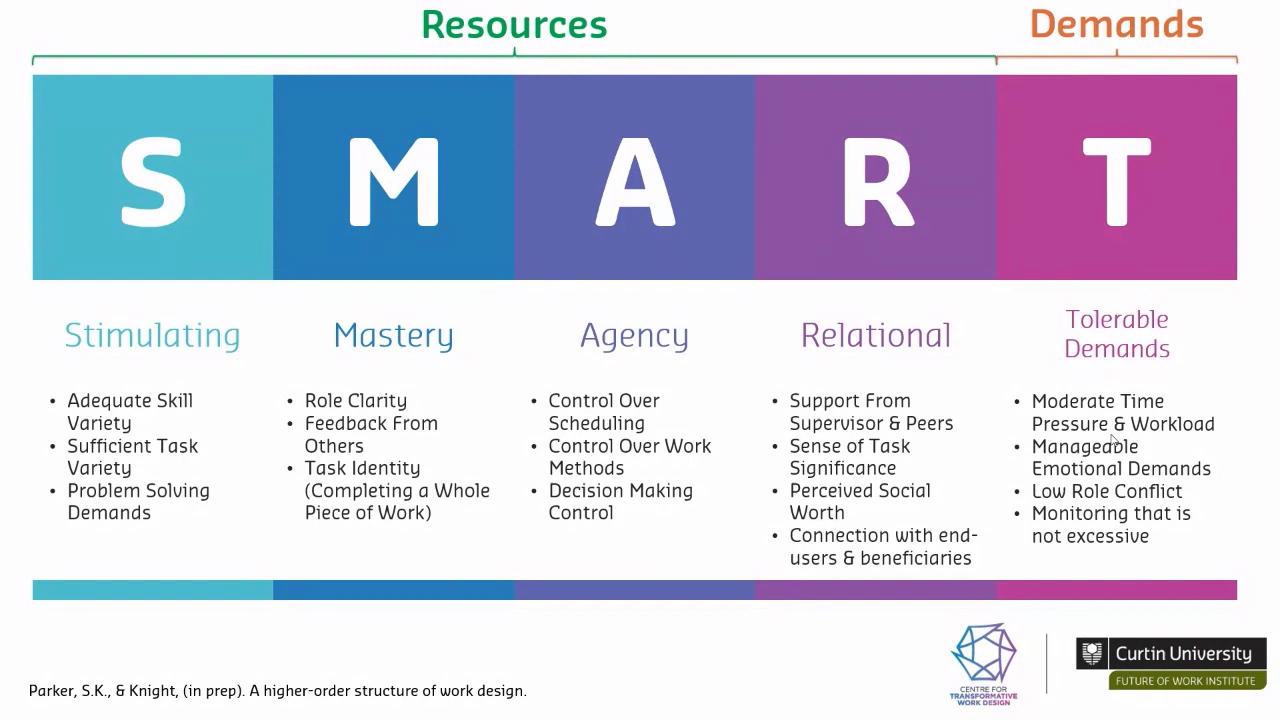 Resources
Demands
S
M
A
R
T
Stimulating
Mastery
Agency
Relational
Tolerable
Demands
• Adequate Skill
Variety
• Sufficient Task
Variety
• Problem Solving
Demands
• Role Clarity
• Feedback From
Others
• Task Identity
(Completing a Whole
Piece of Work)
• Control Over
Scheduling
• Control Over Work
Methods
• Decision Making
Control
• Support From
Supervisor & Peers
• Sense of Task
Significance
• Perceived Social
Worth
• Connection with end-
users & beneficiaries
• Moderate Time
Pressure & Workload
• Manageable
Emotional Demands
• Low Role Conflict
• Monitoring that is
not excessive
Parker, S.K., & Knight, (in prep). A higher-order structure of work design.
CENTRE FOR
TRANSFORMATIVE
WORK DESIGN
Curtin University
FUTURE OF WORK INSTITUTE